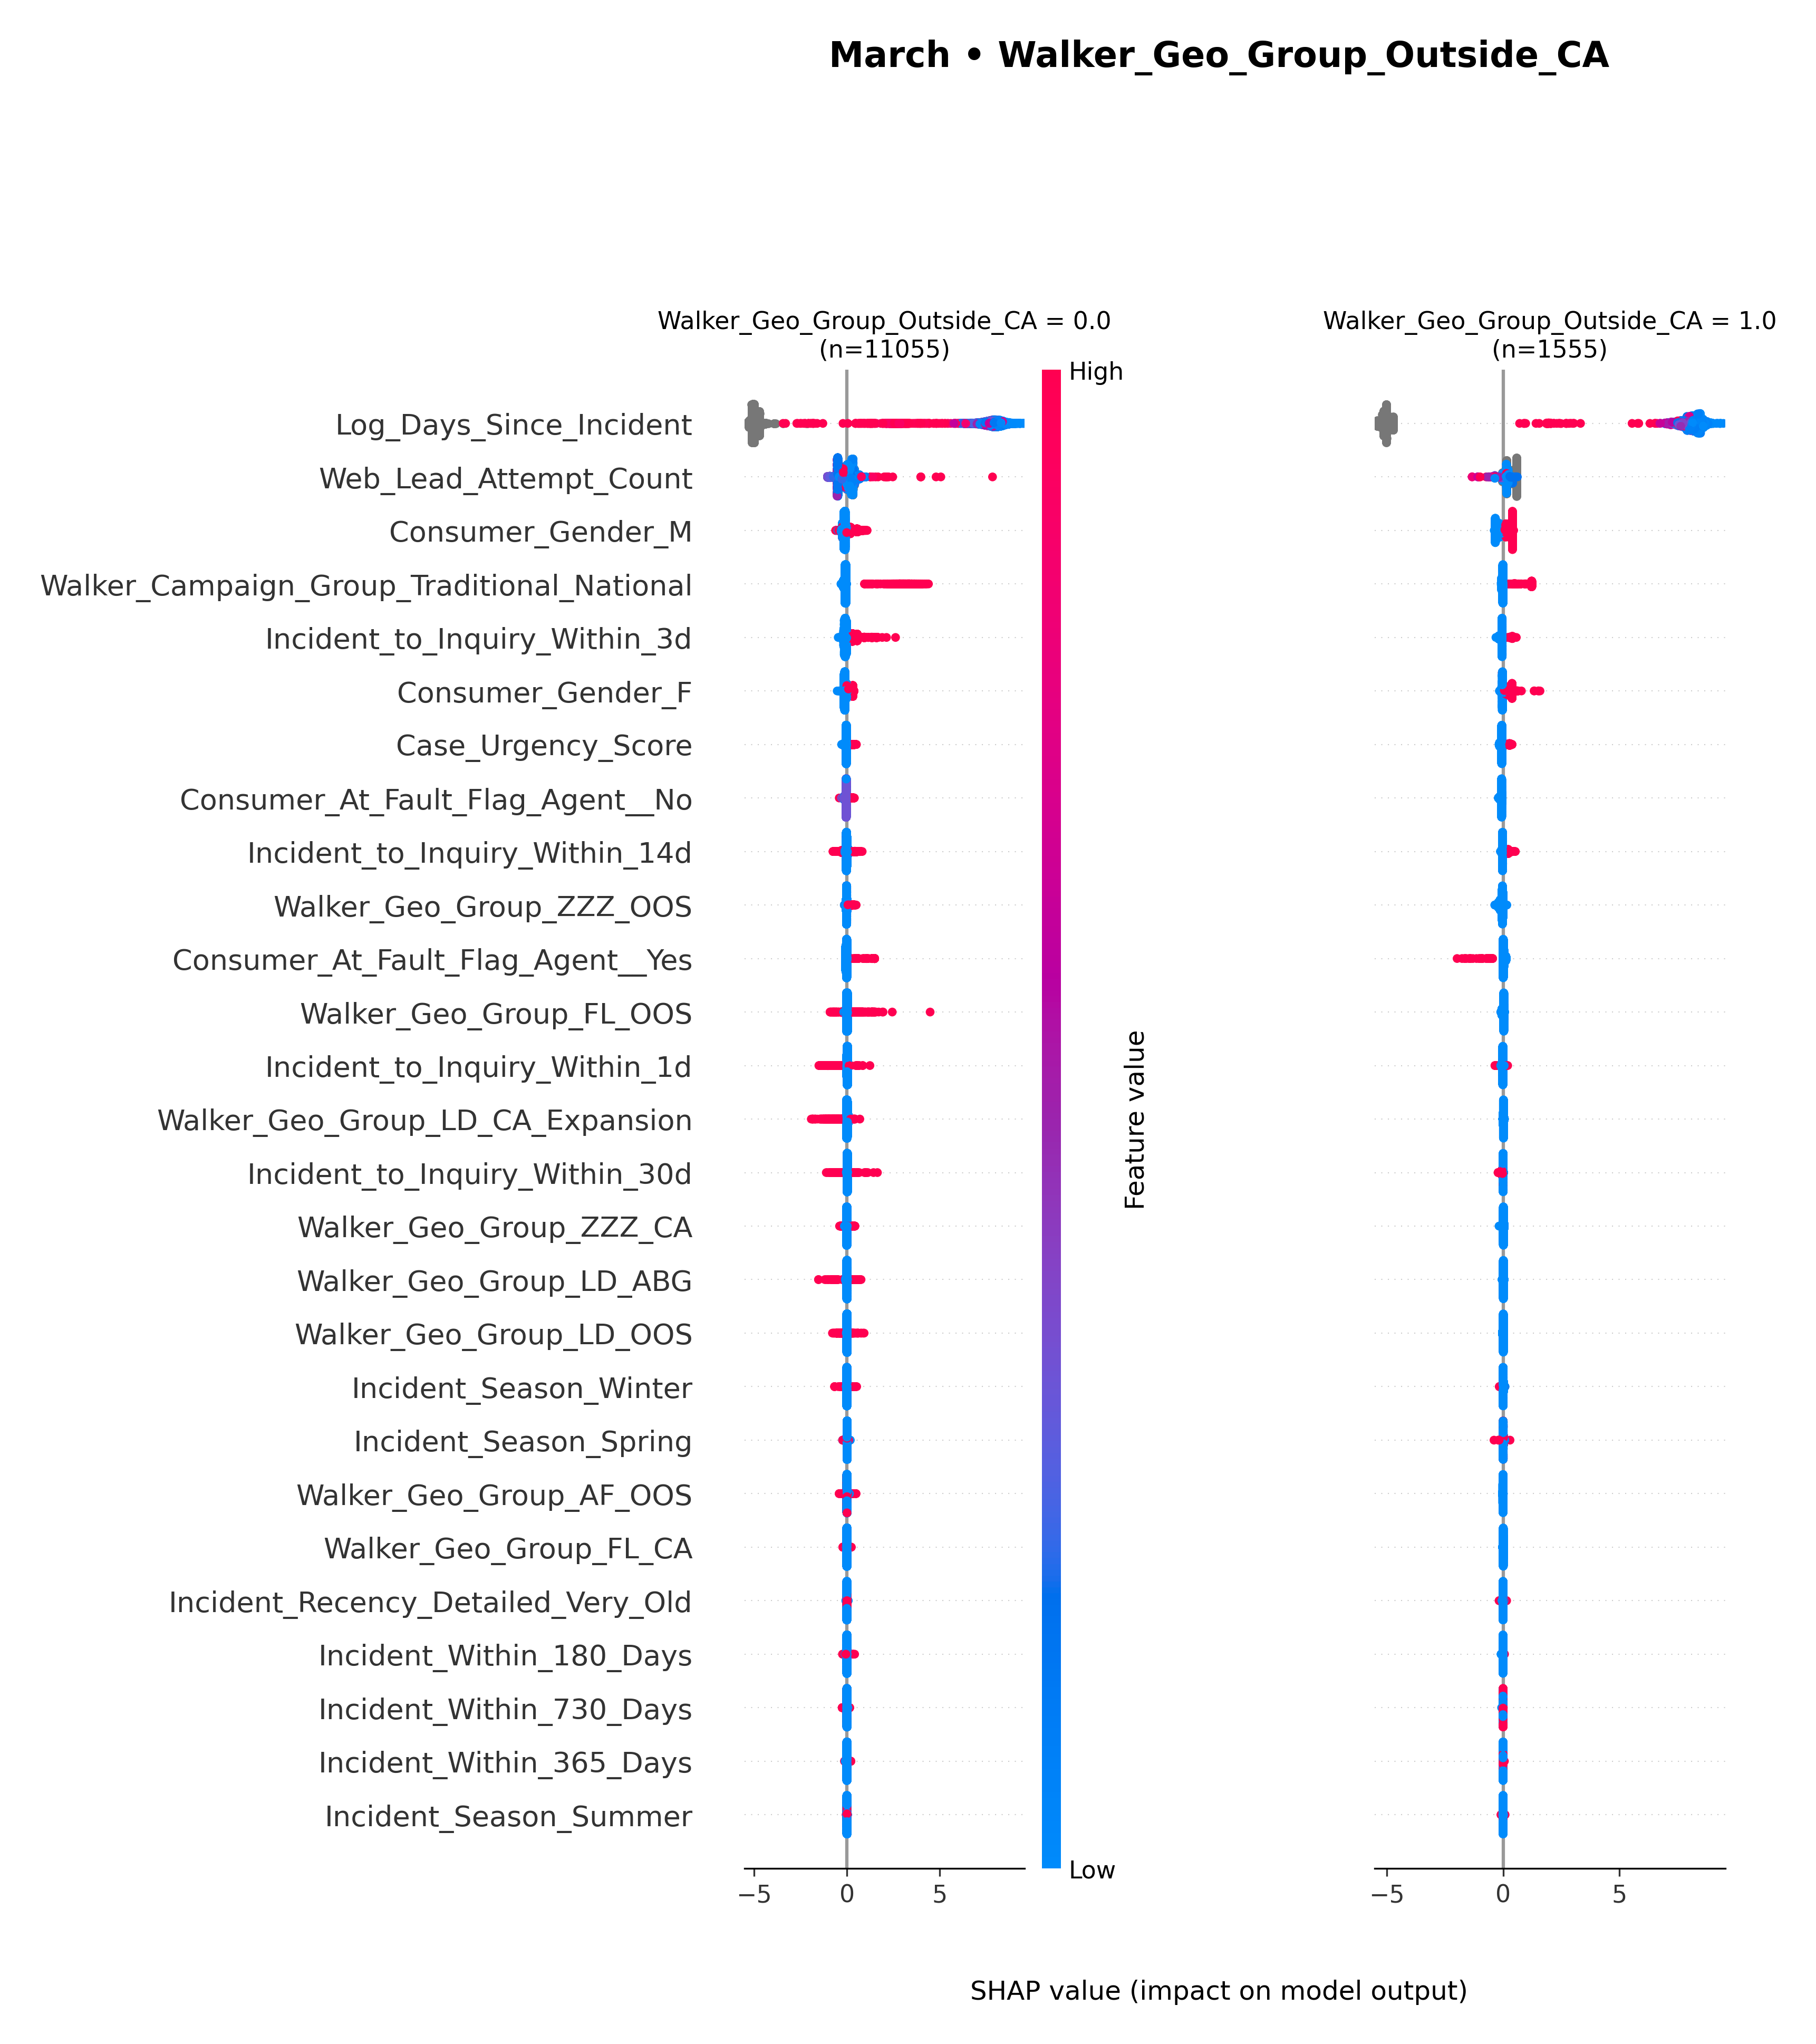 March • Walker_Geo_Group_Outside_CA
Walker_Geo_Group_Outside_CA = 0.0
(n=11055)
Walker_Geo_Group_Outside_CA = 1.0
(n=1555)
High
Log_Days_Since_Incident
Web_Lead_Attempt_Count
Consumer_Gender_M
Walker_Campaign_Group_Traditional_National
Incident_to_Inquiry_Within_3d
Consumer_Gender_F
Case_Urgency_Score
Consumer_At_Fault_Flag_Agent__No
Incident_to_Inquiry_Within_14d
Walker_Geo_Group_ZZZ_OOS
Consumer_At_Fault_Flag_Agent__Yes
Walker_Geo_Group_FL_OOS
Incident_to_Inquiry_Within_1d
Walker_Geo_Group_LD_CA_Expansion
Incident_to_Inquiry_Within_30d
Walker_Geo_Group_ZZZ_CA
Walker_Geo_Group_LD_ABG
Walker_Geo_Group_LD_OOS
Incident_Season_Winter
Incident_Season_Spring
Walker_Geo_Group_AF_OOS
Walker_Geo_Group_FL_CA
Incident_Recency_Detailed_Very_Old
Incident_Within_180_Days
Incident_Within_730_Days
Incident_Within_365_Days
Incident_Season_Summer
Feature value
Low
−5 0 5
−5 0 5
SHAP value (impact on model output)